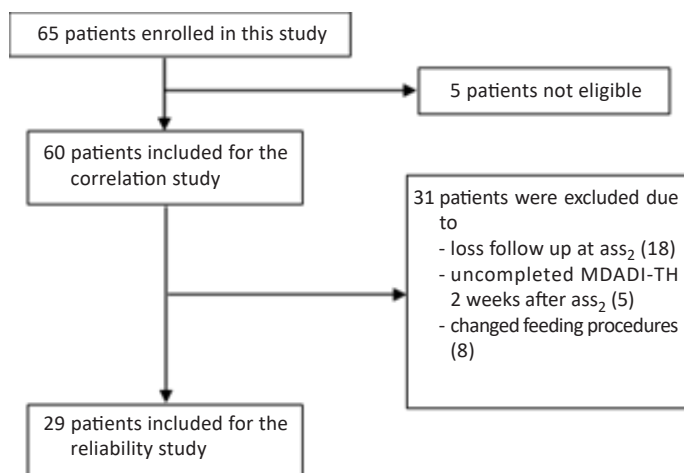 65 patients enrolled in this study
5 patients not eligible
60 patients included for the
correlation study
31 patients were excluded due
to
- loss follow up at ass₂ (18)
- uncompleted MDADI-TH
2 weeks after ass₂ (5)
- changed feeding procedures
(8)
29 patients included for the
reliability study